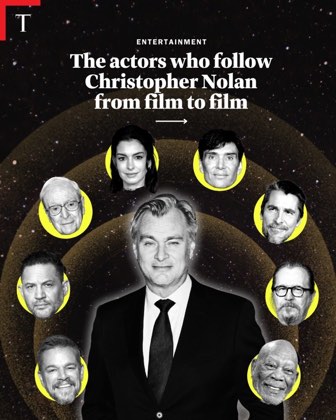 T
ENTERTAINMENT
The actors who follow
Christopher Nolan
from film to film